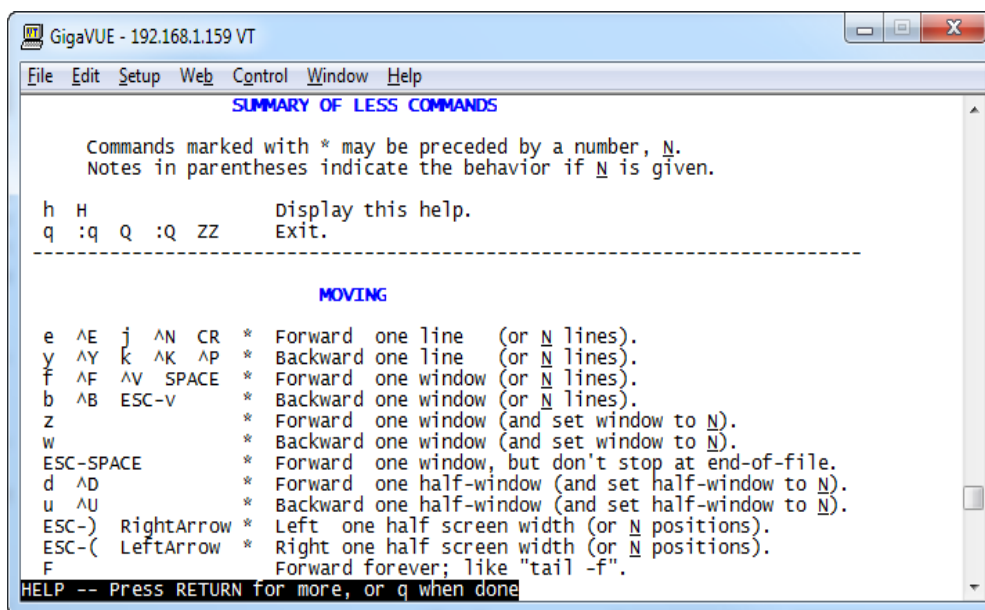 GigaVUE - 192.168.1.159 VT
File Edit Setup Web Control Window Help
SUMMARY OF LESS COMMANDS
Commands marked with * may be preceded by a number, N.
Notes in parentheses indicate the behavior if N is given.
h H Display this help.
q :q Q :Q ZZ Exit.
---------------------------------------------------------------------------
MOVING
e ^E j ^N CR * Forward one line (or N lines).
y ^Y k ^K ^P * Backward one line (or N lines).
f ^F ^V SPACE * Forward one window (or N lines).
b ^B ESC-v * Backward one window (or N lines).
z * Forward one window (and set window to N).
w * Backward one window (and set window to N).
ESC-SPACE * Forward one window, but don't stop at end-of-file.
d ^D * Forward one half-window (and set half-window to N).
u ^U * Backward one half-window (and set half-window to N).
ESC-) RightArrow * Left one half screen width (or N positions).
ESC-( LeftArrow * Right one half screen width (or N positions).
F Forward forever; like "tail -f".
HELP -- Press RETURN for more, or q when done